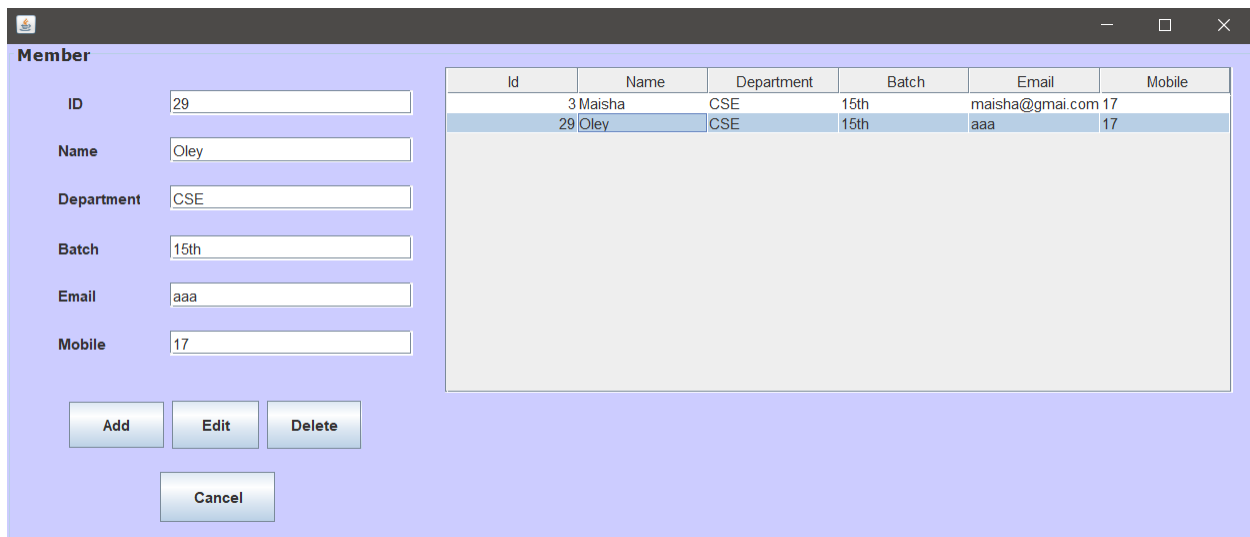 Member
ID 29
Name Oley
Department CSE
Batch 15th
Email aaa
Mobile 17
Add Edit Delete
Cancel
Id Name Department Batch Email Mobile
3 Maisha CSE 15th maisha@gmai.com 17
29 Oley CSE 15th aaa 17